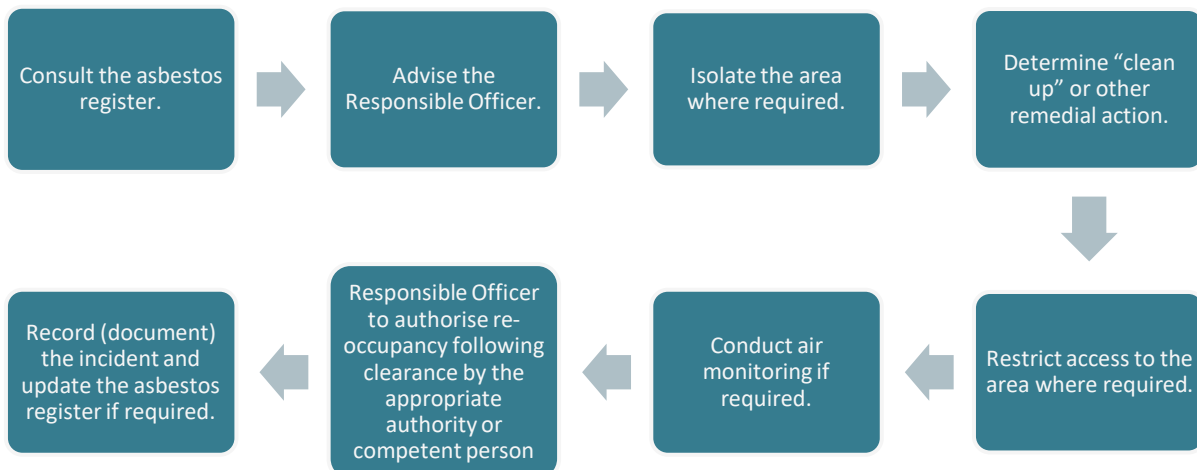 Consult the asbestos
register.
Advise the
Responsible Officer.
Isolate the area
where required.
Determine “clean
up” or other
remedial action.
Restrict access to the
area where required.
Conduct air
monitoring if
required.
Responsible Officer
to authorise re-
occupancy following
clearance by the
appropriate
authority or
competent person
Record (document)
the incident and
update the asbestos
register if required.